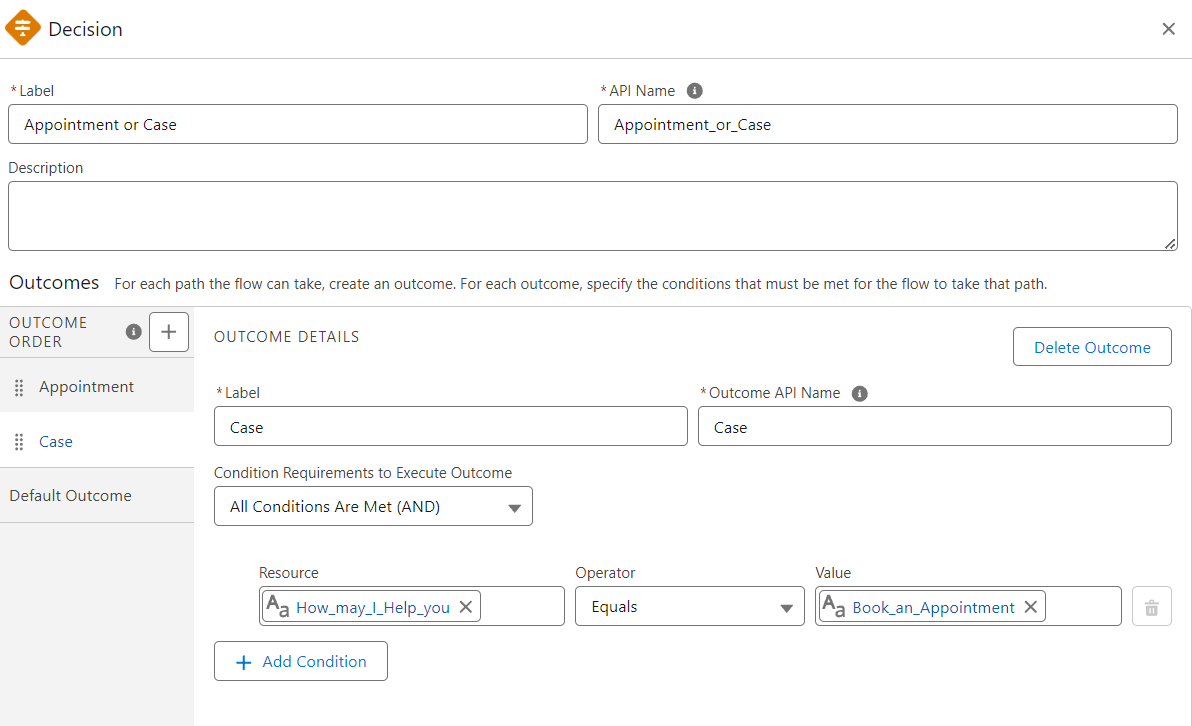 Decision
* Label
* API Name
Appointment or Case
Appointment_or_Case
Description
Outcomes For each path the flow can take, create an outcome. For each outcome, specify the conditions that must be met for the flow to take that path.
OUTCOME
ORDER
OUTCOME DETAILS
Delete Outcome
Appointment
* Label
* Outcome API Name
Case
Case
Case
Condition Requirements to Execute Outcome
Default Outcome
All Conditions Are Met (AND)
Resource
Operator
Value
Aa How_may_I_Help_you
Equals
Aa Book_an_Appointment
+ Add Condition